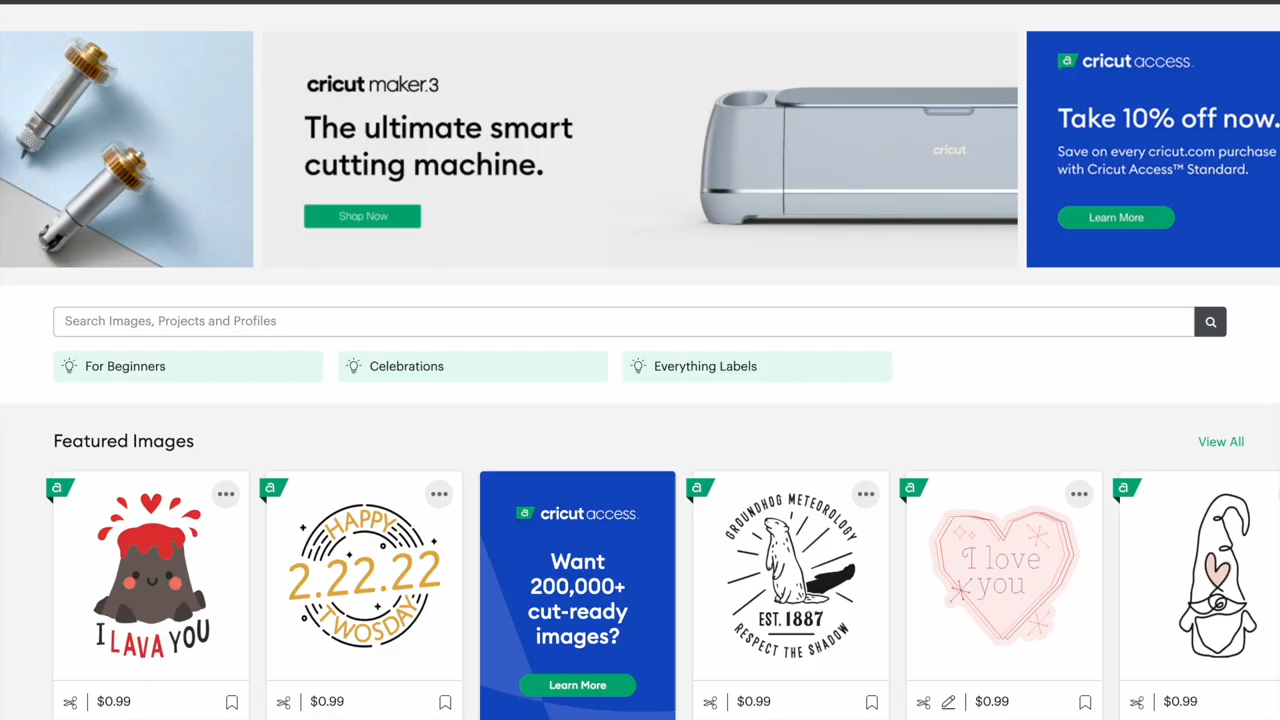 cricut maker.3
The ultimate smart
cutting machine.
Shop Now
cricut
a cricut access.
Take 10% off now.
Save on every cricut.com purchase
with Cricut Access™ Standard.
Learn More
Search Images, Projects and Profiles
For Beginners
Celebrations
Everything Labels
Featured Images
View All
a
I LAVA YOU
$0.99
a
HAPPY
2.22.22
TWOSDAY
$0.99
a cricut access.
Want
200,000+
cut-ready
images?
Learn More
a
GROUNDHOG METEOROLOGY
EST. 1887
RESPECT THE SHADOW
$0.99
a
I love
you
$0.99
a
$0.99